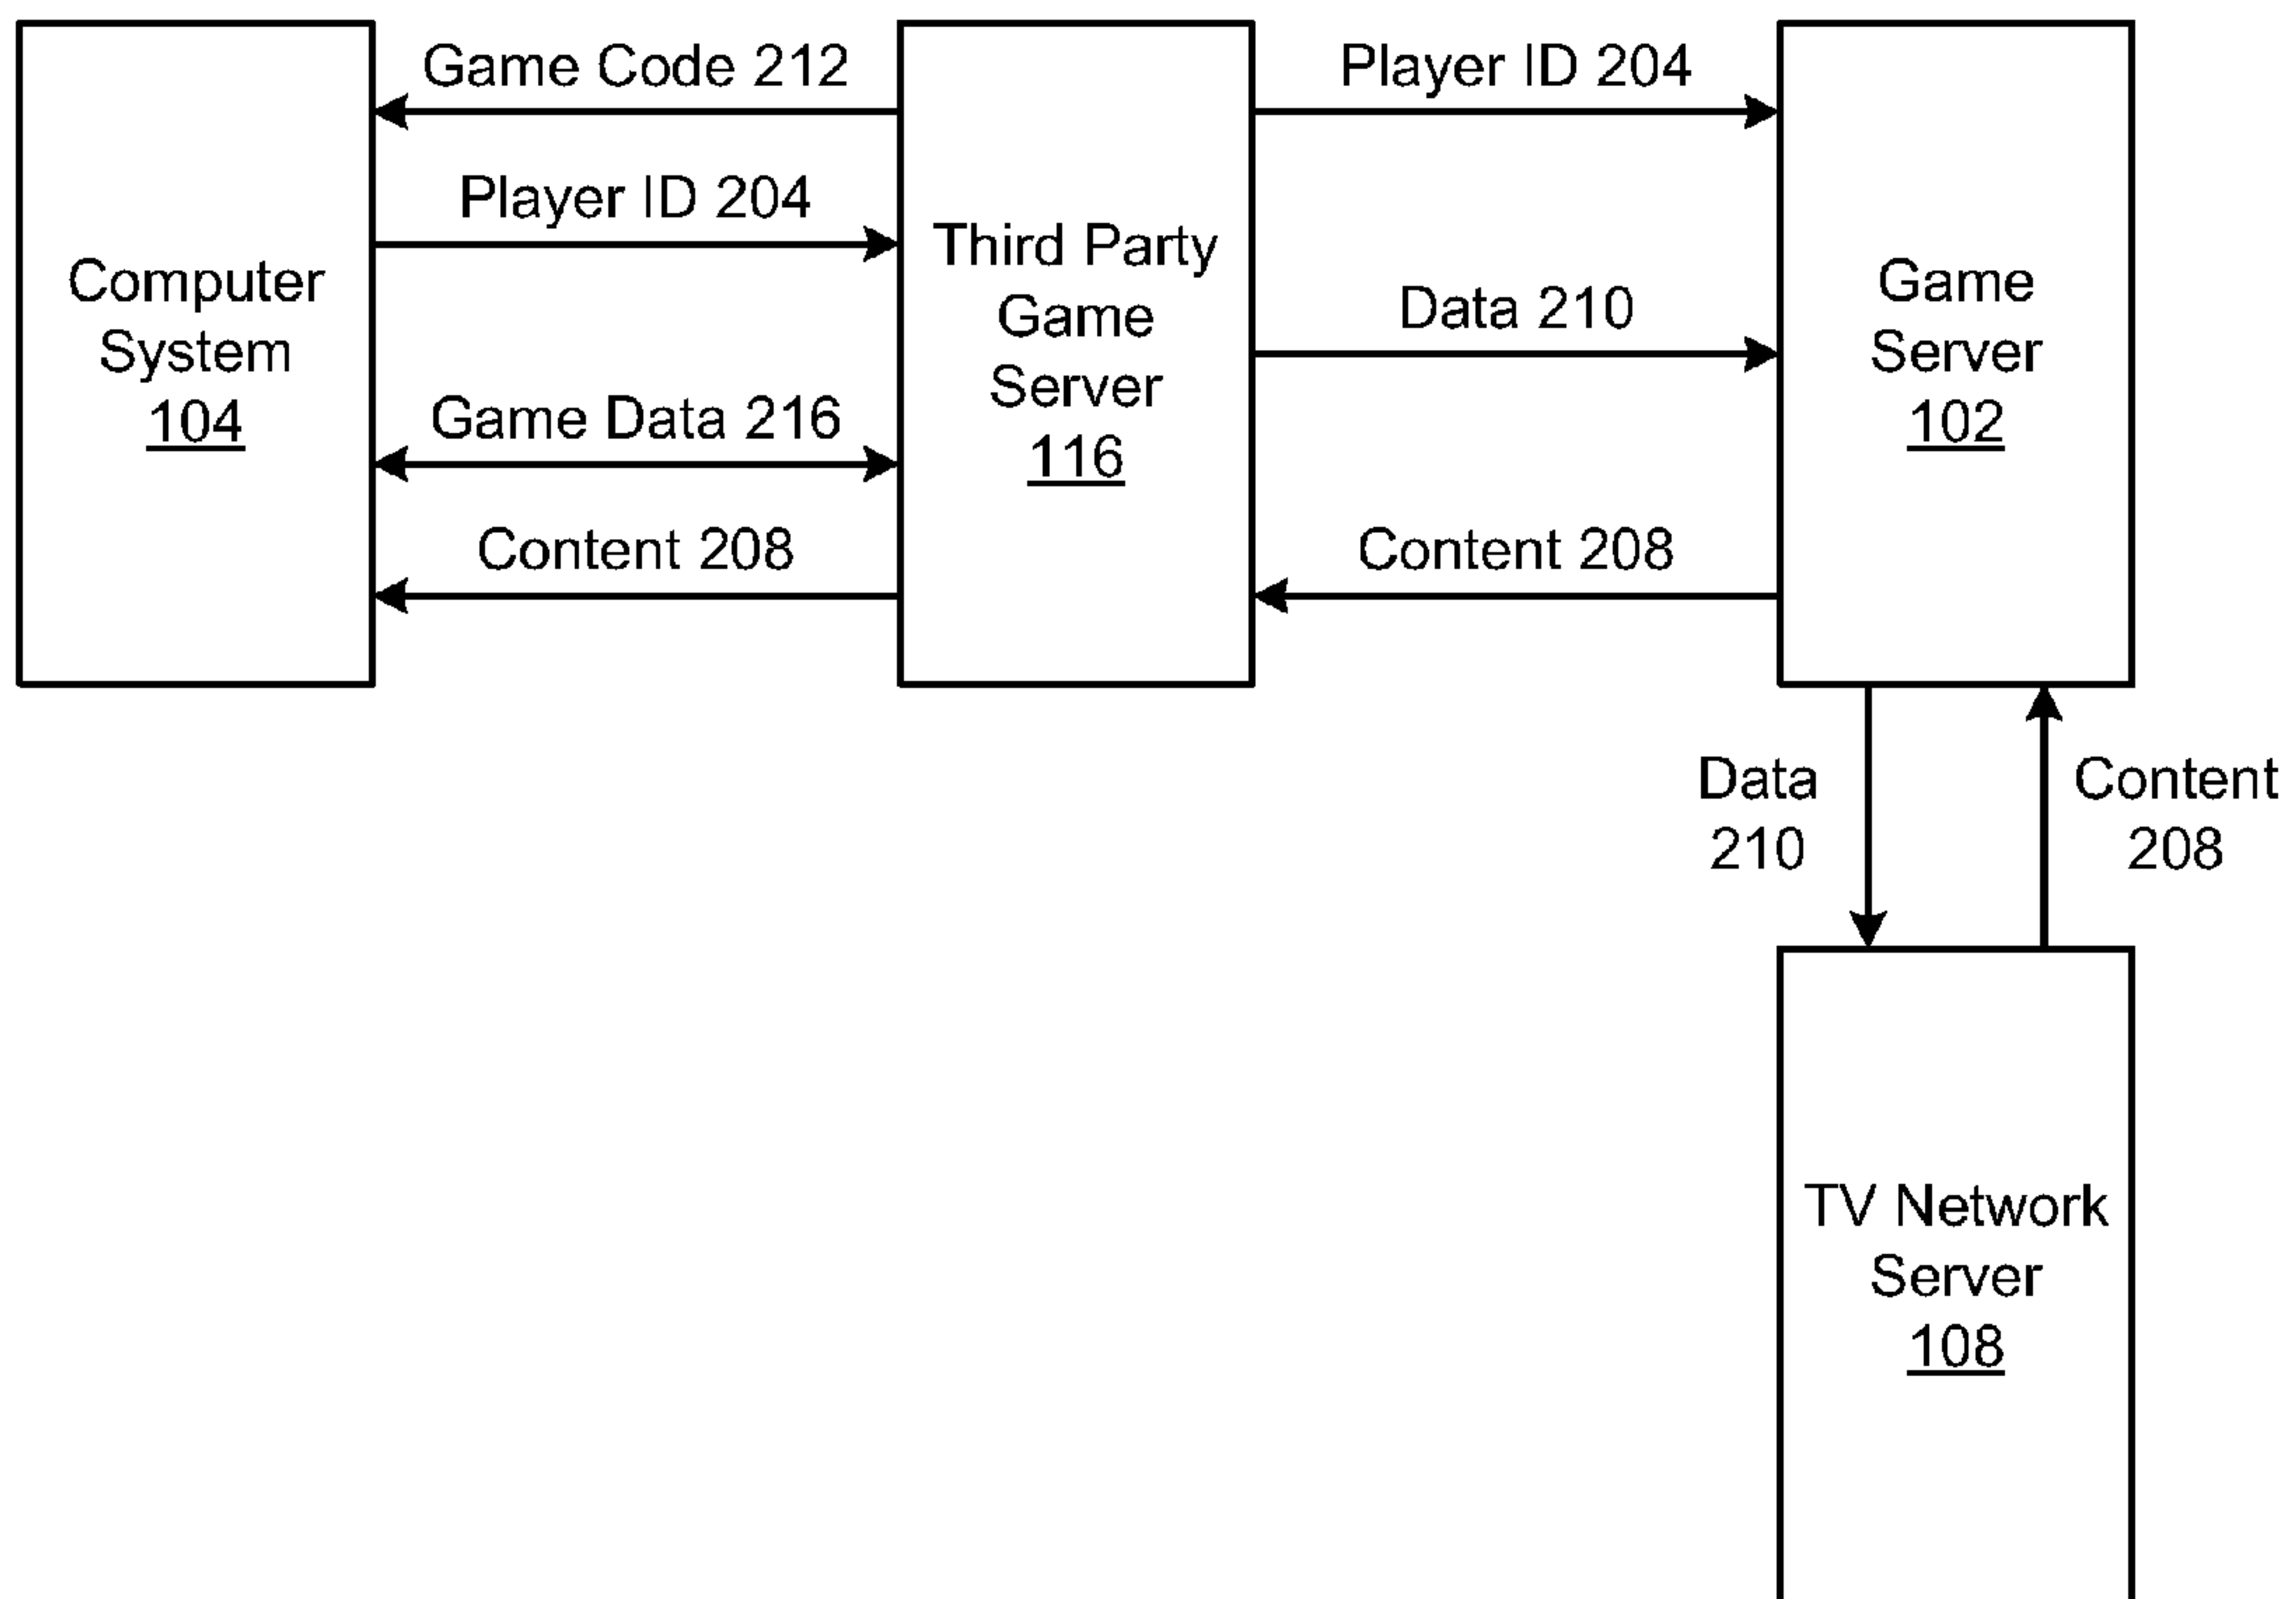 Game Code 212
Player ID 204
Player ID 204
Computer
System
104
Third Party
Game
Server
116
Game
Server
102
Data 210
Game Data 216
Content 208
Content 208
Data
210
Content
208
TV Network
Server
108